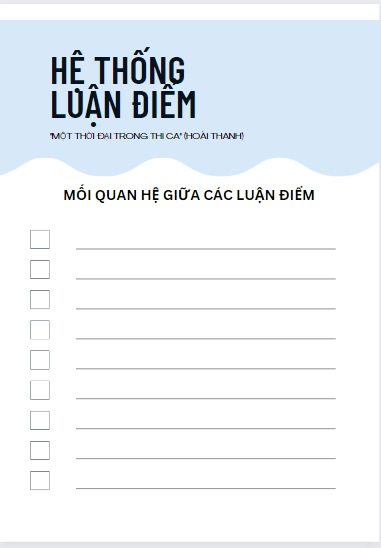 HỆ THỐNG
LUẬN ĐIỂM
"MỘT THỜI ĐẠI TRONG THI CA" (HOÀI THANH)
MỐI QUAN HỆ GIỮA CÁC LUẬN ĐIỂM